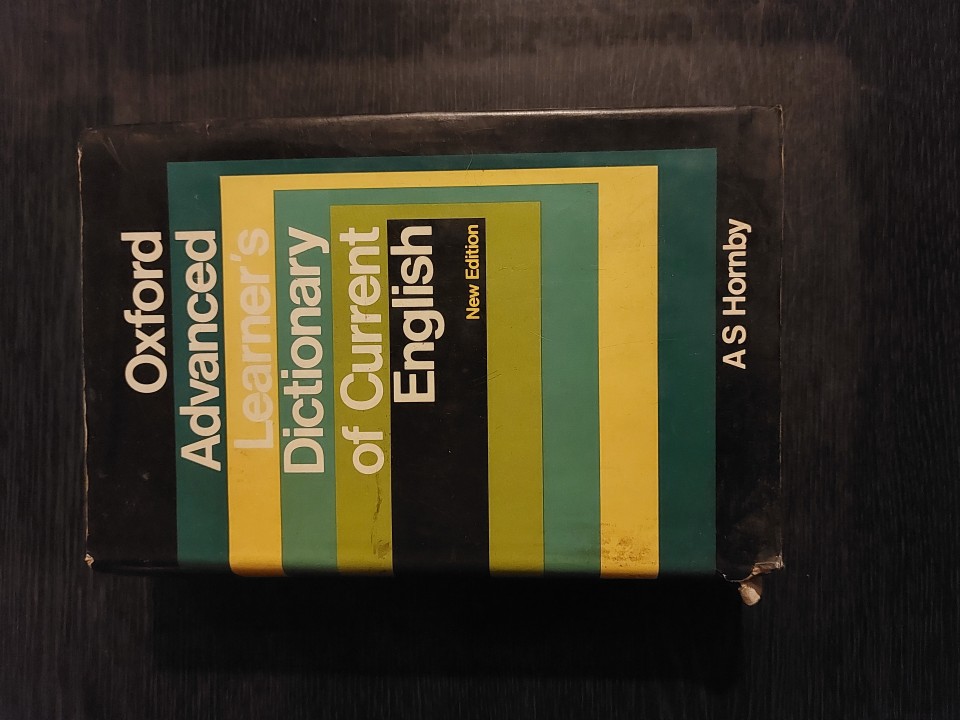 Oxford
Advanced
Learner's
Dictionary
of Current
English
New Edition
A S Hornby